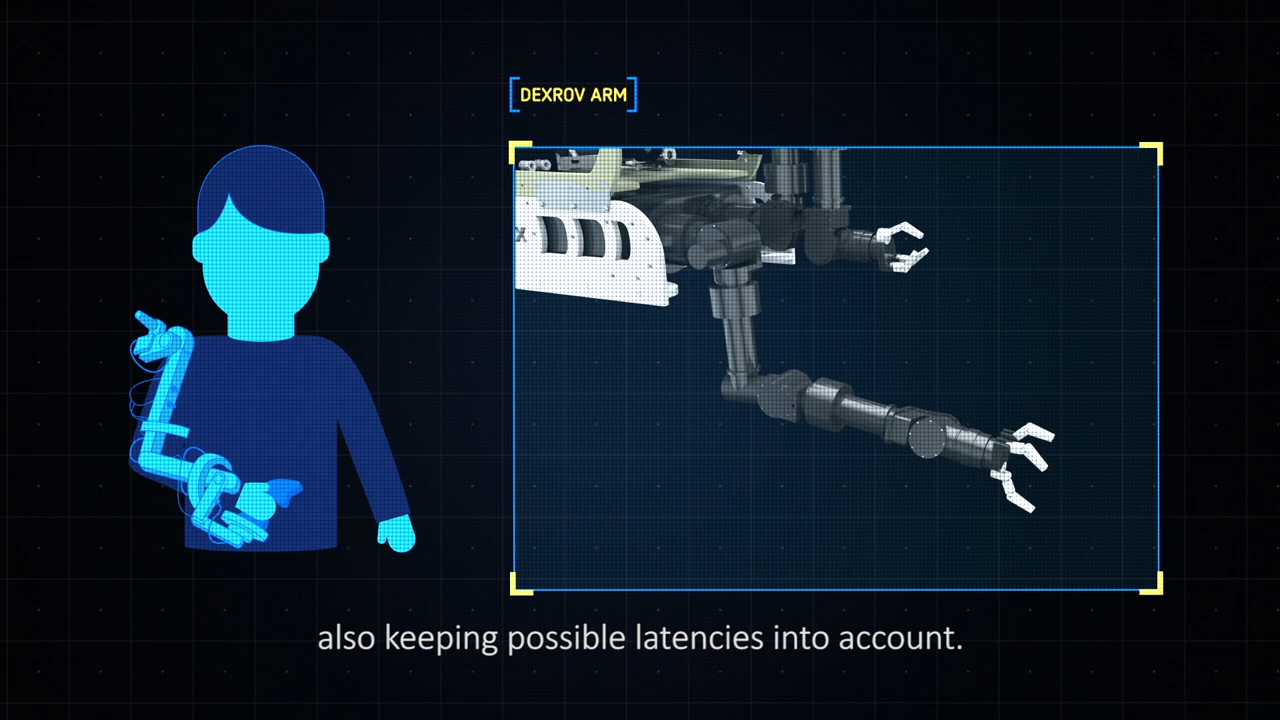 DEXROV ARM
also keeping possible latencies into account.